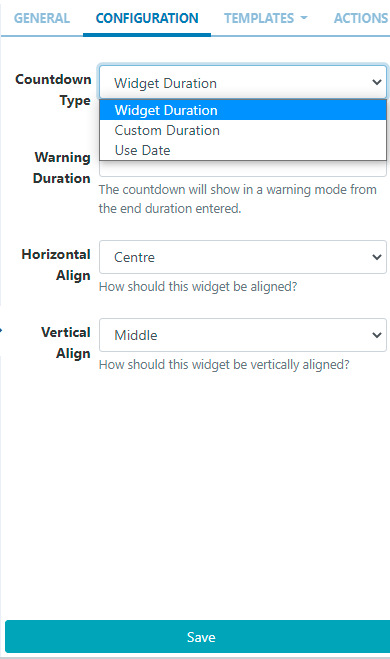 GENERAL CONFIGURATION TEMPLATES ACTIONS
Countdown Type
Widget Duration
Widget Duration
Custom Duration
Use Date
Warning Duration
The countdown will show in a warning mode from
the end duration entered.
Horizontal Align
Centre
How should this widget be aligned?
Vertical Align
Middle
How should this widget be vertically aligned?
Save